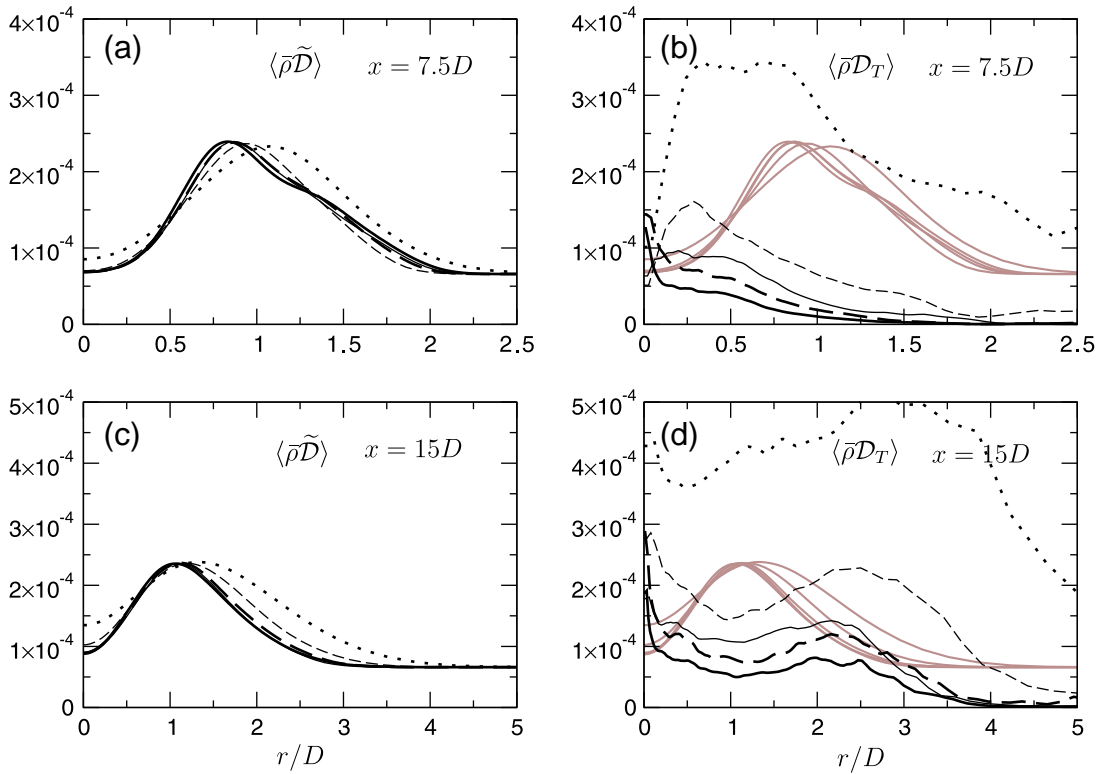 (a) ⟨ρ̄D̃⟩ x = 7.5D
4×10⁻⁴
3×10⁻⁴
2×10⁻⁴
1×10⁻⁴
0
0 0.5 1 1.5 2 2.5
(b) ⟨ρ̄D_T⟩ x = 7.5D
4×10⁻⁴
3×10⁻⁴
2×10⁻⁴
1×10⁻⁴
0
0 0.5 1 1.5 2 2.5
(c) ⟨ρ̄D̃⟩ x = 15D
5×10⁻⁴
4×10⁻⁴
3×10⁻⁴
2×10⁻⁴
1×10⁻⁴
0
0 1 2 3 4 5
r/D
(d) ⟨ρ̄D_T⟩ x = 15D
5×10⁻⁴
4×10⁻⁴
3×10⁻⁴
2×10⁻⁴
1×10⁻⁴
0
0 1 2 3 4 5
r/D